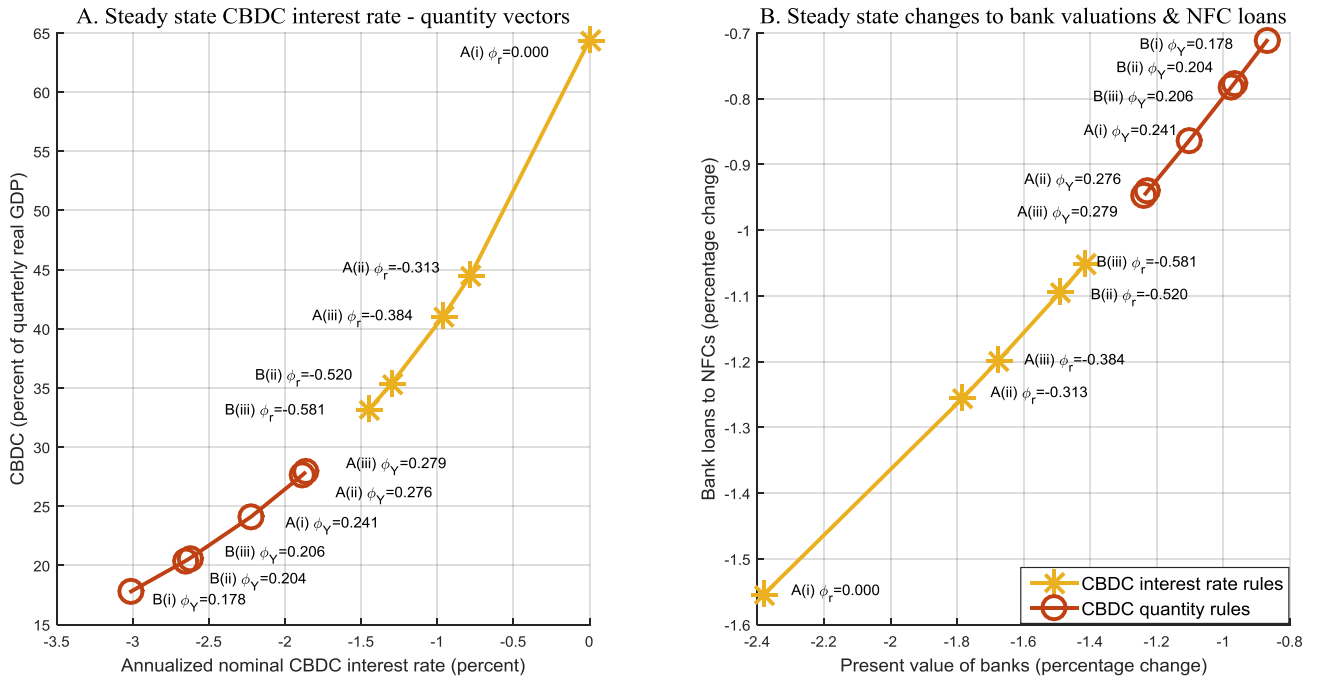 A. Steady state CBDC interest rate - quantity vectors
CBDC (percent of quarterly real GDP)
65
60
55
50
45
40
35
30
25
20
15
A(i) ϕr=0.000
A(ii) ϕr=-0.313
A(iii) ϕr=-0.384
B(ii) ϕr=-0.520
B(iii) ϕr=-0.581
A(iii) ϕY=0.279
A(ii) ϕY=0.276
A(i) ϕY=0.241
B(iii) ϕY=0.206
B(ii) ϕY=0.204
B(i) ϕY=0.178
-3.5 -3 -2.5 -2 -1.5 -1 -0.5 0
Annualized nominal CBDC interest rate (percent)
B. Steady state changes to bank valuations & NFC loans
Bank loans to NFCs (percentage change)
-0.7
-0.8
-0.9
-1
-1.1
-1.2
-1.3
-1.4
-1.5
-1.6
B(i) ϕY=0.178
B(ii) ϕY=0.204
B(iii) ϕY=0.206
A(i) ϕY=0.241
A(ii) ϕY=0.276
A(iii) ϕY=0.279
B(iii) ϕr=-0.581
B(ii) ϕr=-0.520
A(iii) ϕr=-0.384
A(ii) ϕr=-0.313
A(i) ϕr=0.000
CBDC interest rate rules
CBDC quantity rules
-2.4 -2.2 -2 -1.8 -1.6 -1.4 -1.2 -1 -0.8
Present value of banks (percentage change)